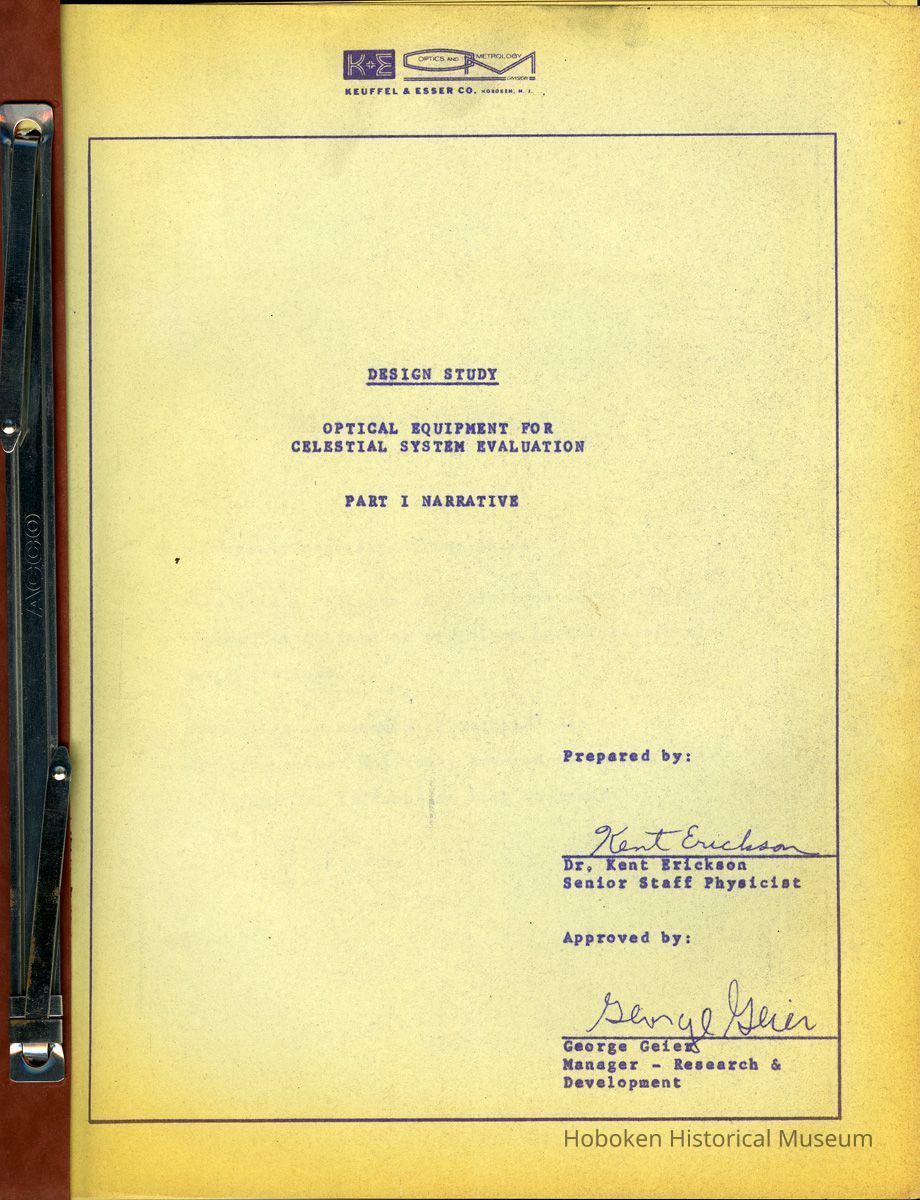 K+E OPTICS AND METROLOGY DIVISION
KEUFFEL & ESSER CO. HOBOKEN, N. J.
DESIGN STUDY
OPTICAL EQUIPMENT FOR
CELESTIAL SYSTEM EVALUATION
PART I NARRATIVE
ACCO
Prepared by:
Kent Erickson
Dr. Kent Erickson
Senior Staff Physicist
Approved by:
George Geier
George Geier
Manager - Research &
Development
Hoboken Historical Museum